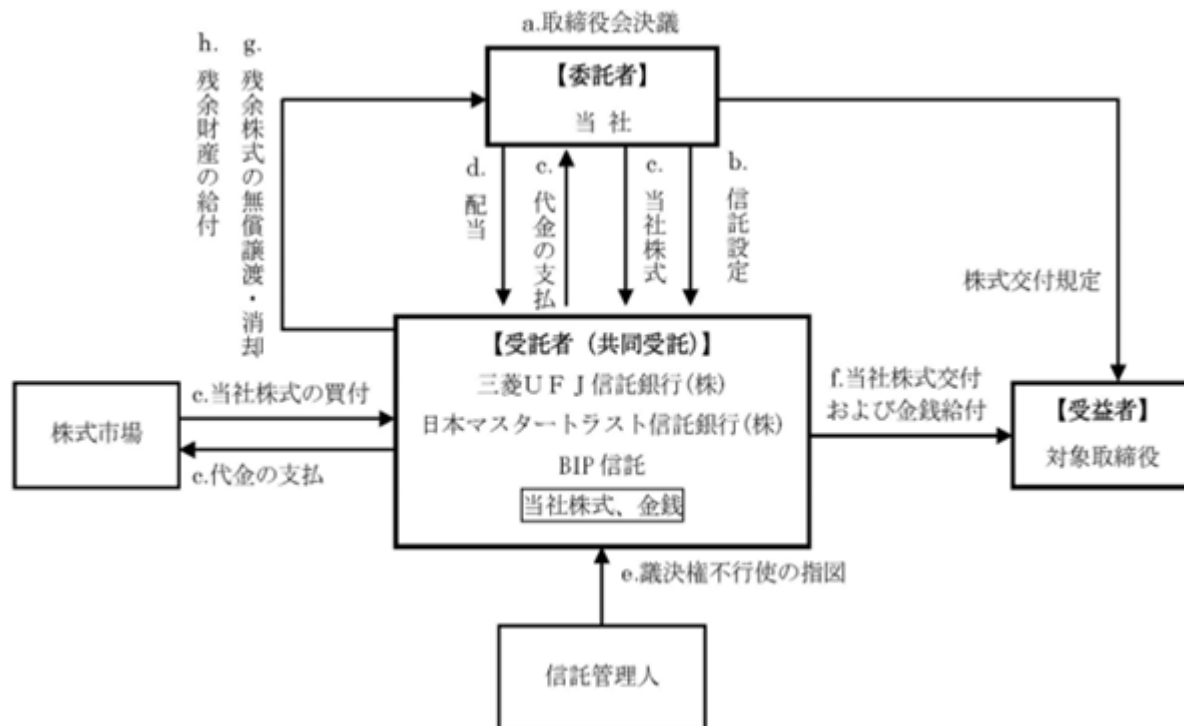 a.取締役会決議
【委託者】
当 社
h. 残余財産の給付
g. 残余株式の無償譲渡・消却
d. 配当
c. 代金の支払
c. 当社株式
b. 信託設定
株式交付規定
【受託者（共同受託）】
三菱ＵＦＪ信託銀行(株)
日本マスタートラスト信託銀行(株)
BIP信託
当社株式、金銭
株式市場
c.当社株式の買付
c.代金の支払
f.当社株式交付
および金銭給付
【受益者】
対象取締役
e.議決権不行使の指図
信託管理人